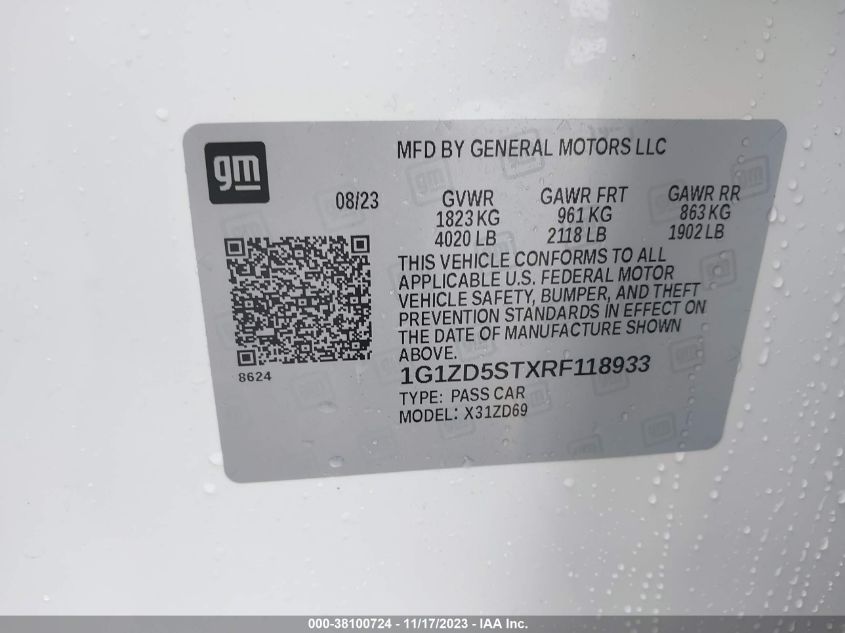 gm
MFD BY GENERAL MOTORS LLC
08/23 GVWR GAWR FRT GAWR RR
1823 KG 961 KG 863 KG
4020 LB 2118 LB 1902 LB
THIS VEHICLE CONFORMS TO ALL
APPLICABLE U.S. FEDERAL MOTOR
VEHICLE SAFETY, BUMPER, AND THEFT
PREVENTION STANDARDS IN EFFECT ON
THE DATE OF MANUFACTURE SHOWN
ABOVE.
8624
1G1ZD5STXRF118933
TYPE: PASS CAR
MODEL: X31ZD69
000-38100724 - 11/17/2023 - IAA Inc.